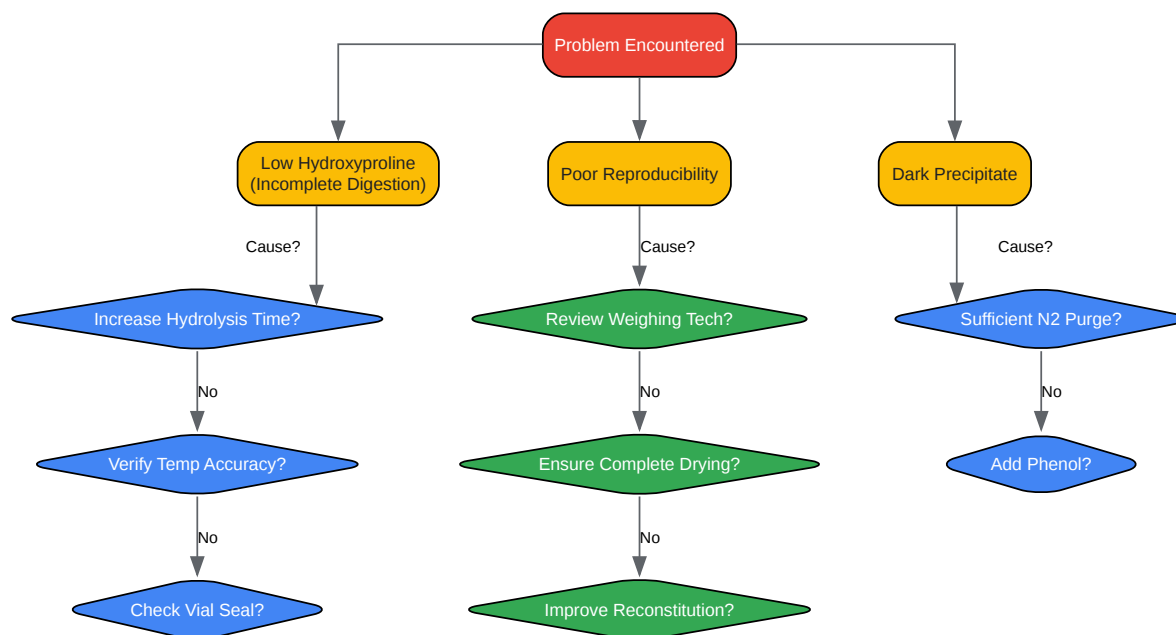 Problem Encountered
Low Hydroxyproline
(Incomplete Digestion)
Poor Reproducibility
Dark Precipitate
Cause?
Cause?
Cause?
Increase Hydrolysis Time?
Review Weighing Tech?
Sufficient N2 Purge?
No
No
No
Verify Temp Accuracy?
Ensure Complete Drying?
Add Phenol?
No
No
Check Vial Seal?
Improve Reconstitution?